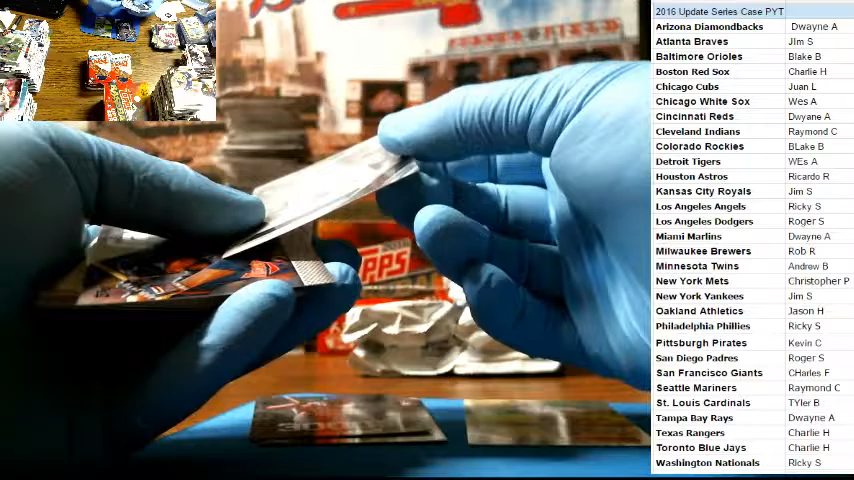 2016 Update Series Case PYT
Arizona Diamondbacks Dwayne A
Atlanta Braves Jim S
Baltimore Orioles Blake B
Boston Red Sox Charlie H
Chicago Cubs Juan L
Chicago White Sox Wes A
Cincinnati Reds Dwyane A
Cleveland Indians Raymond C
Colorado Rockies BLake B
Detroit Tigers WEs A
Houston Astros Ricardo R
Kansas City Royals Jim S
Los Angeles Angels Ricky S
Los Angeles Dodgers Roger S
Miami Marlins Dwayne A
Milwaukee Brewers Rob R
Minnesota Twins Andrew B
New York Mets Christopher P
New York Yankees Jim S
Oakland Athletics Jason H
Philadelphia Phillies Ricky S
Pittsburgh Pirates Kevin C
San Diego Padres Roger S
San Francisco Giants CHarles F
Seattle Mariners Raymond C
St. Louis Cardinals TYler B
Tampa Bay Rays Dwayne A
Texas Rangers Charlie H
Toronto Blue Jays Charlie H
Washington Nationals Ricky S